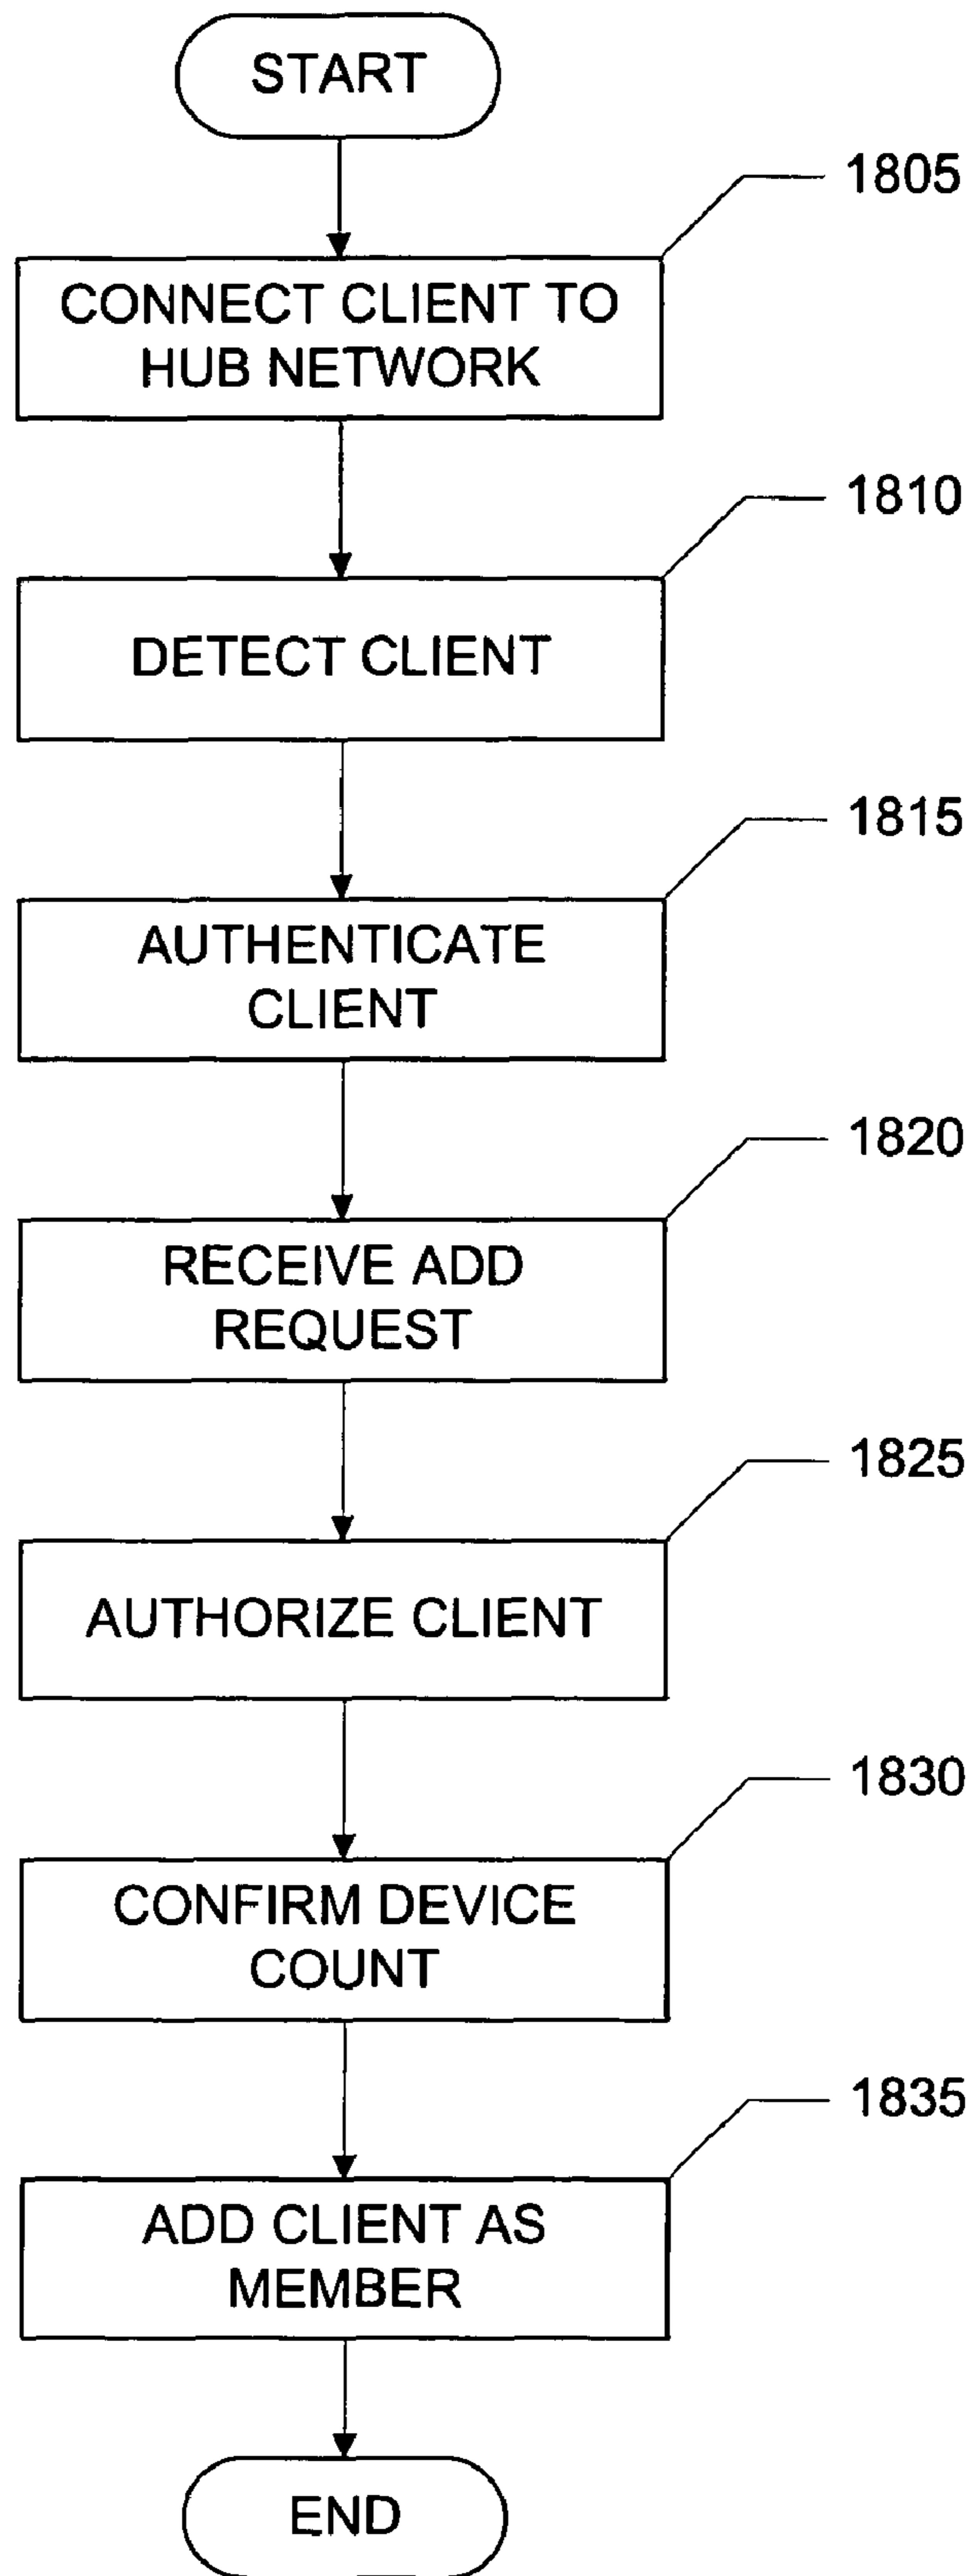 START
1805
CONNECT CLIENT TO
HUB NETWORK
1810
DETECT CLIENT
1815
AUTHENTICATE
CLIENT
1820
RECEIVE ADD
REQUEST
1825
AUTHORIZE CLIENT
1830
CONFIRM DEVICE
COUNT
1835
ADD CLIENT AS
MEMBER
END